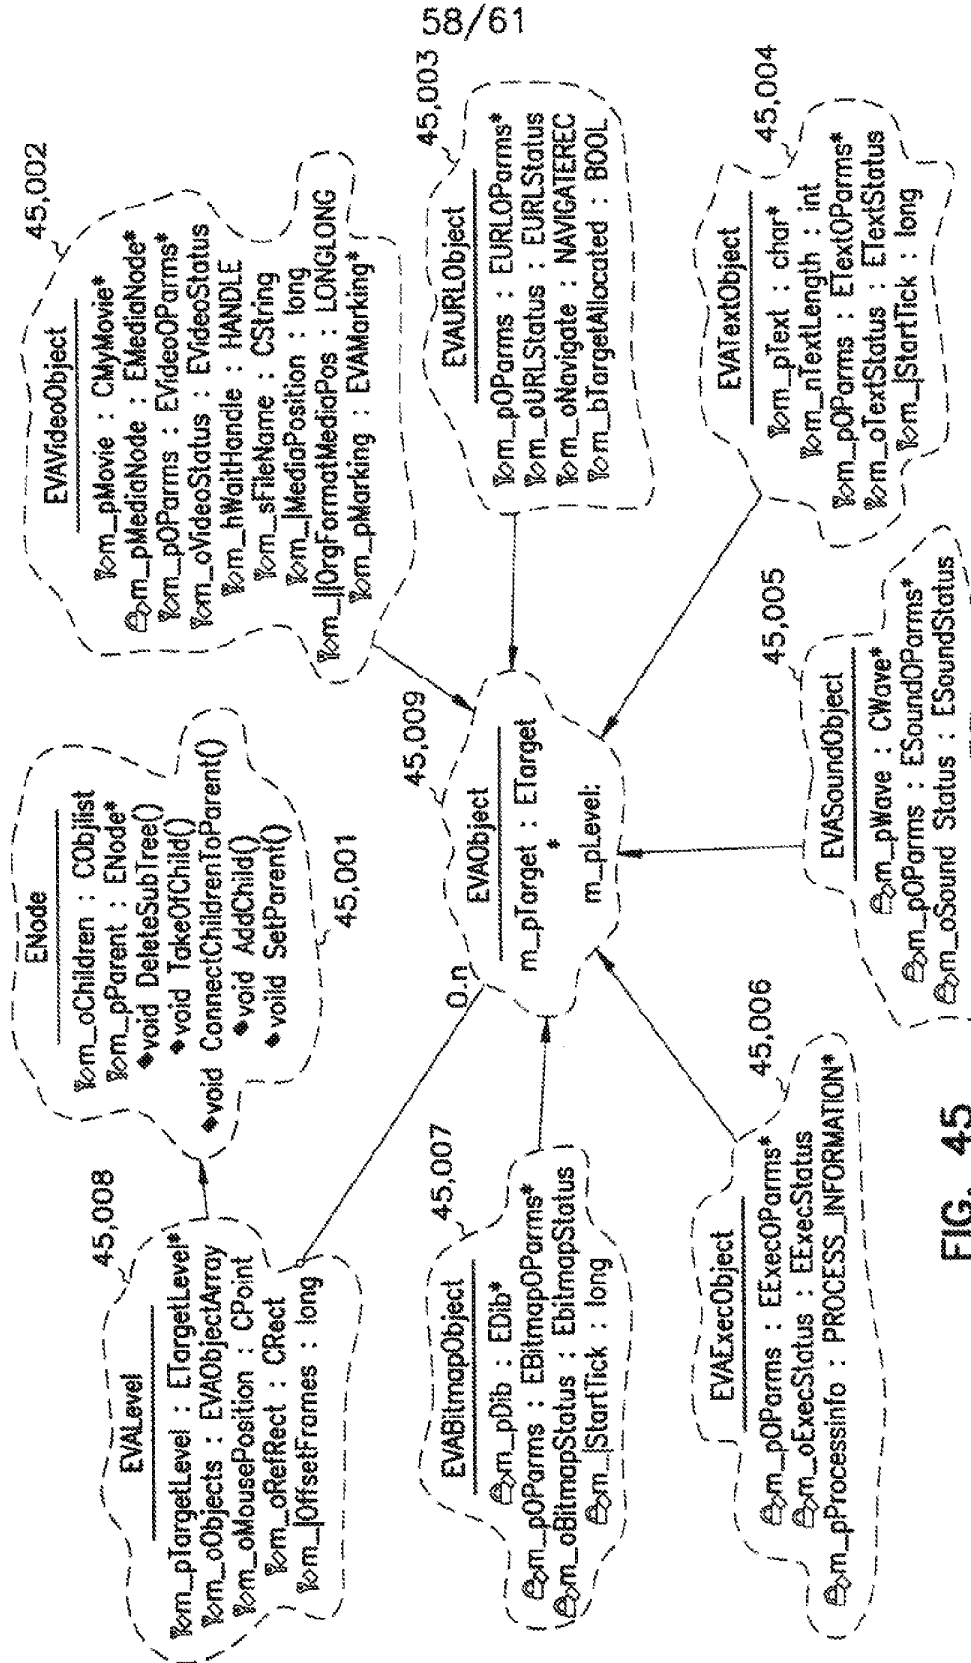 58/61
EVALevel
45,008
m_pTargetLevel : ETargetLevel*
m_oObjects : EVAObjectArray
m_oMousePosition : CPoint
m_oRefRect : CRect
m_lOffsetFrames : long
ENode
m_oChildren : CObjlist
m_pParent : ENode*
void DeleteSubTree()
void TakeOfChild()
void ConnectChildrenToParent()
void AddChild()
voild SetParent()
45,001
EVAVideoObject
45,002
m_pMovie : CMyMovie*
m_pMediaNode : EMediaNode*
m_pOParms : EVideoOParms*
m_oVideoStatus : EVideoStatus
m_hWaitHandle : HANDLE
m_sFileName : CString
m_lMediaPosition : long
m_llOrgFormatMediaPos : LONGLONG
m_pMarking : EVAMarking*
EVABitmapObject
45,007
m_pDib : EDib*
m_pOParms : EBitmapOParms*
m_oBitmapStatus : EbitmapStatus
m_lStartTick : long
0.n
45,009
EVAObject
m_pTarget : ETarget
*
m_pLevel:
EVAURLObject
45,003
m_pOParms : EURLOParms*
m_oURLStatus : EURLStatus
m_oNavigate : NAVIGATEREC
m_bTargetAllocated : BOOL
EVAExecObject
45,006
m_pOParms : EExecOParms*
m_oExecStatus : EExecStatus
m_pProcessInfo : PROCESS_INFORMATION*
EVASoundObject
45,005
m_pWave : CWave*
m_pOParms : ESoundOParms*
m_oSound Status : ESoundStatus
EVATextObject
45,004
m_pText : char*
m_nTextLength : int
m_pOParms : ETextOParms*
m_oTextStatus : ETextStatus
m_lStartTick : long
FIG. 45